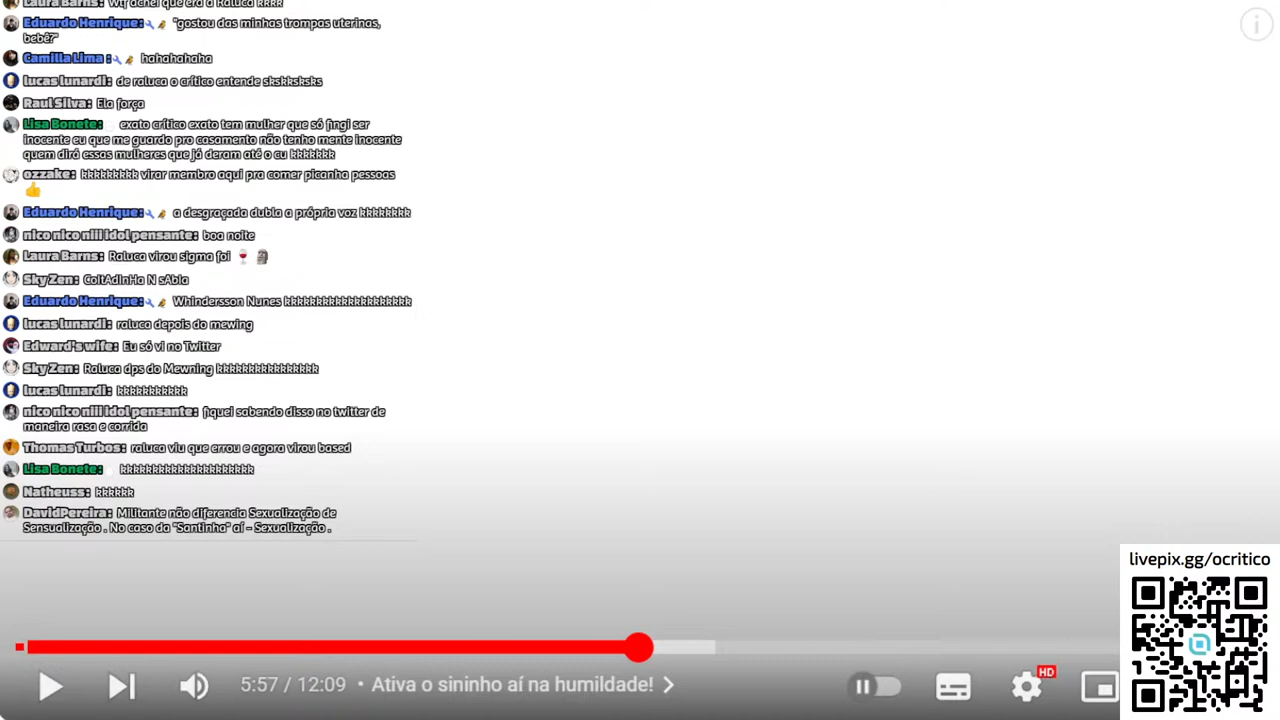 Laura Barns: Wtf achei que era a Raluca kkkk
Eduardo Henrique: "gostou das minhas trompas uterinas,
bebê?"
Camilla Lima : hahahahaha
lucas lunardi: de raluca o crítico entende skskksksks
Raul Silva: Ela força
Lisa Bonete: exato crítico exato tem mulher que só fingi ser
inocente eu que me guardo pro casamento não tenho mente inocente
quem dirá essas mulheres que já deram até o cu kkkkkkk
ozzake: kkkkkkkkk virar membro aqui pra comer picanha pessoas
👍
Eduardo Henrique: a desgraçada dubla a própria voz kkkkkkkk
nico nico niii idol pensante: boa noite
Laura Barns: Raluca virou sigma foi 🍷 🗿
Sky Zen: ColtAdInHa N sAbIa
Eduardo Henrique: Whindersson Nunes kkkkkkkkkkkkkkkkkkkk
lucas lunardi: raluca depois do mewing
Edward's wife: Eu só vi no Twitter
Sky Zen: Raluca dps do Mewning kkkkkkkkkkkkkkkk
lucas lunardi: kkkkkkkkkkk
nico nico niii idol pensante: fiquei sabendo disso no twitter de
maneira rasa e corrida
Thomas Turbos: raluca viu que errou e agora virou based
Lisa Bonete: kkkkkkkkkkkkkkkkkkkkk
Natheuss: kkkkkk
DavidPereira: Militante não diferencia Sexualização de
Sensualização . No caso da "Santinha" aí - Sexualização .
livepix.gg/ocritico
5:57 / 12:09 • Ativa o sininho aí na humildade!
HD